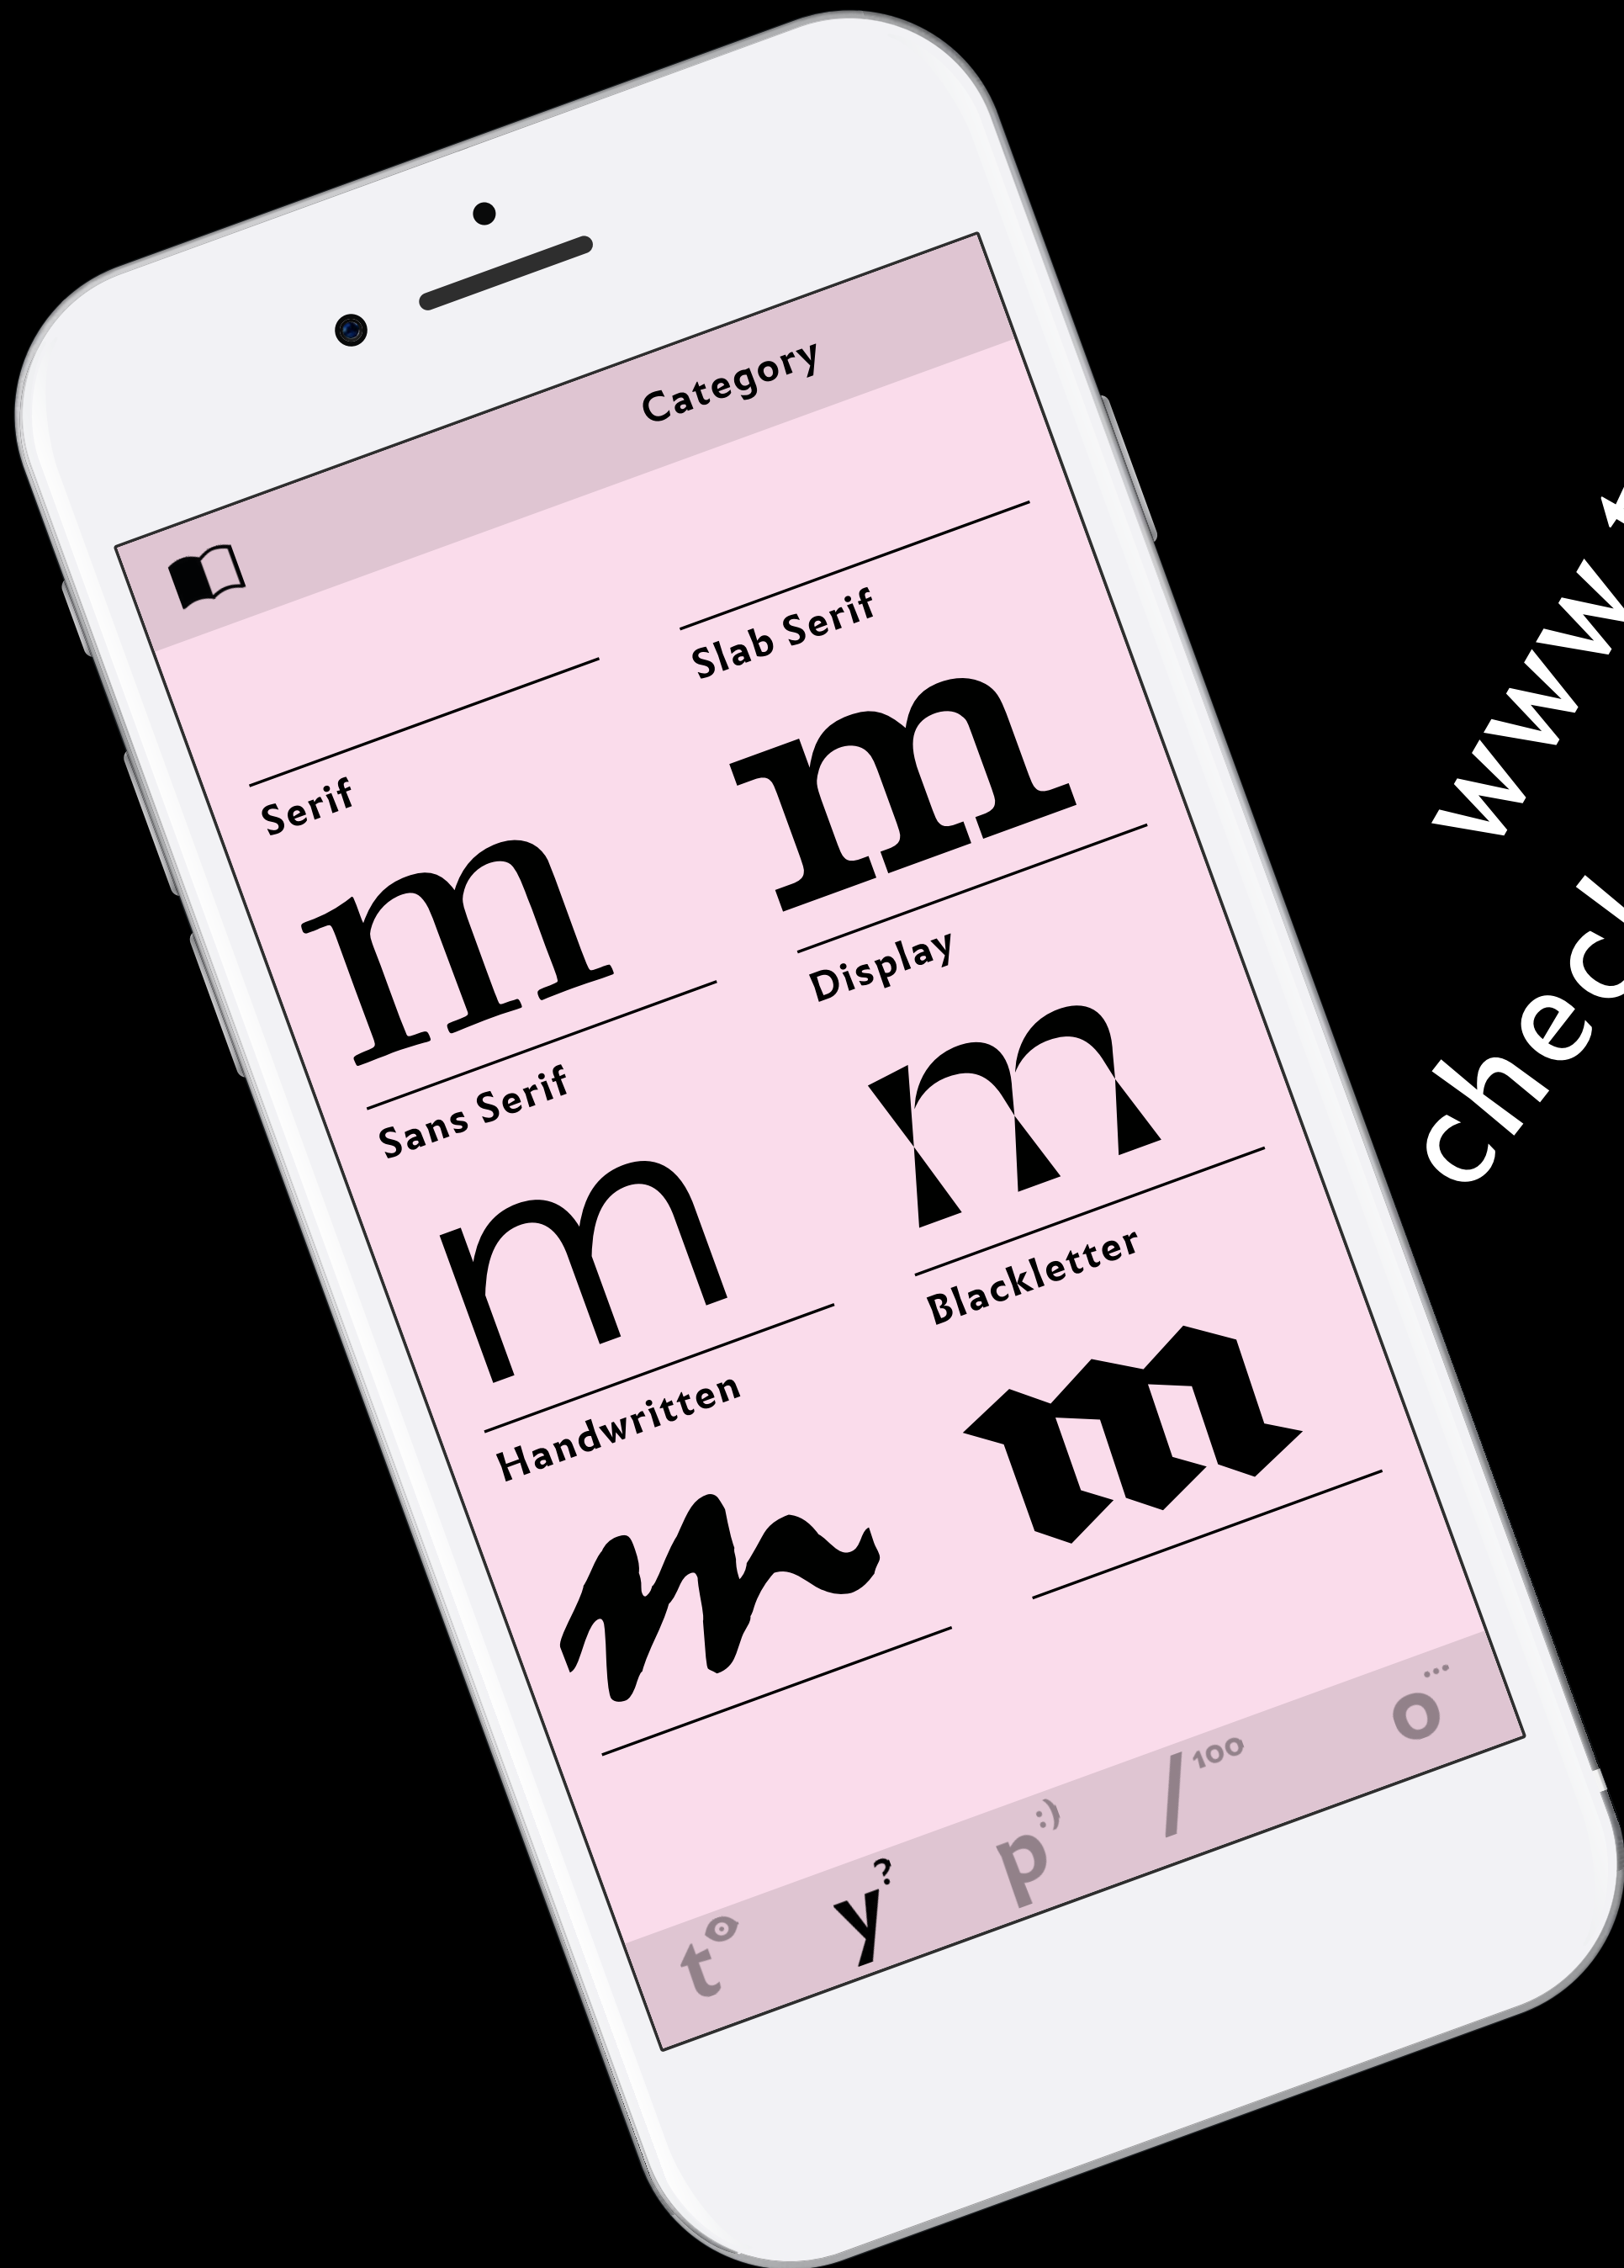 Category
Serif
m
Slab Serif
m
Sans Serif
m
Display
m
Handwritten
m
Blackletter
m
t
y?
p:)
/100
o...
www.
chec